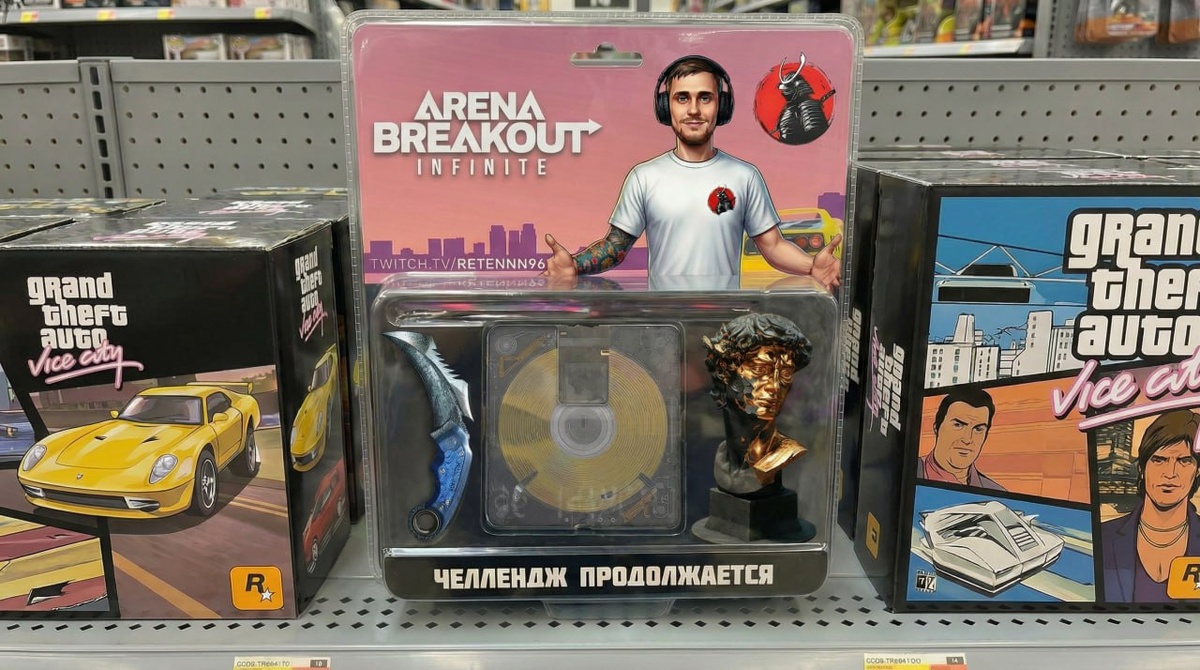 ARENA
BREAKOUT
INFINITE
TWITCH.TV/RETENNN96
ЧЕЛЛЕНДЖ ПРОДОЛЖАЕТСЯ
grand
theft
auto
Vice City
R
grand
theft
auto
Vice City
grand
theft
auto
Vice City
R